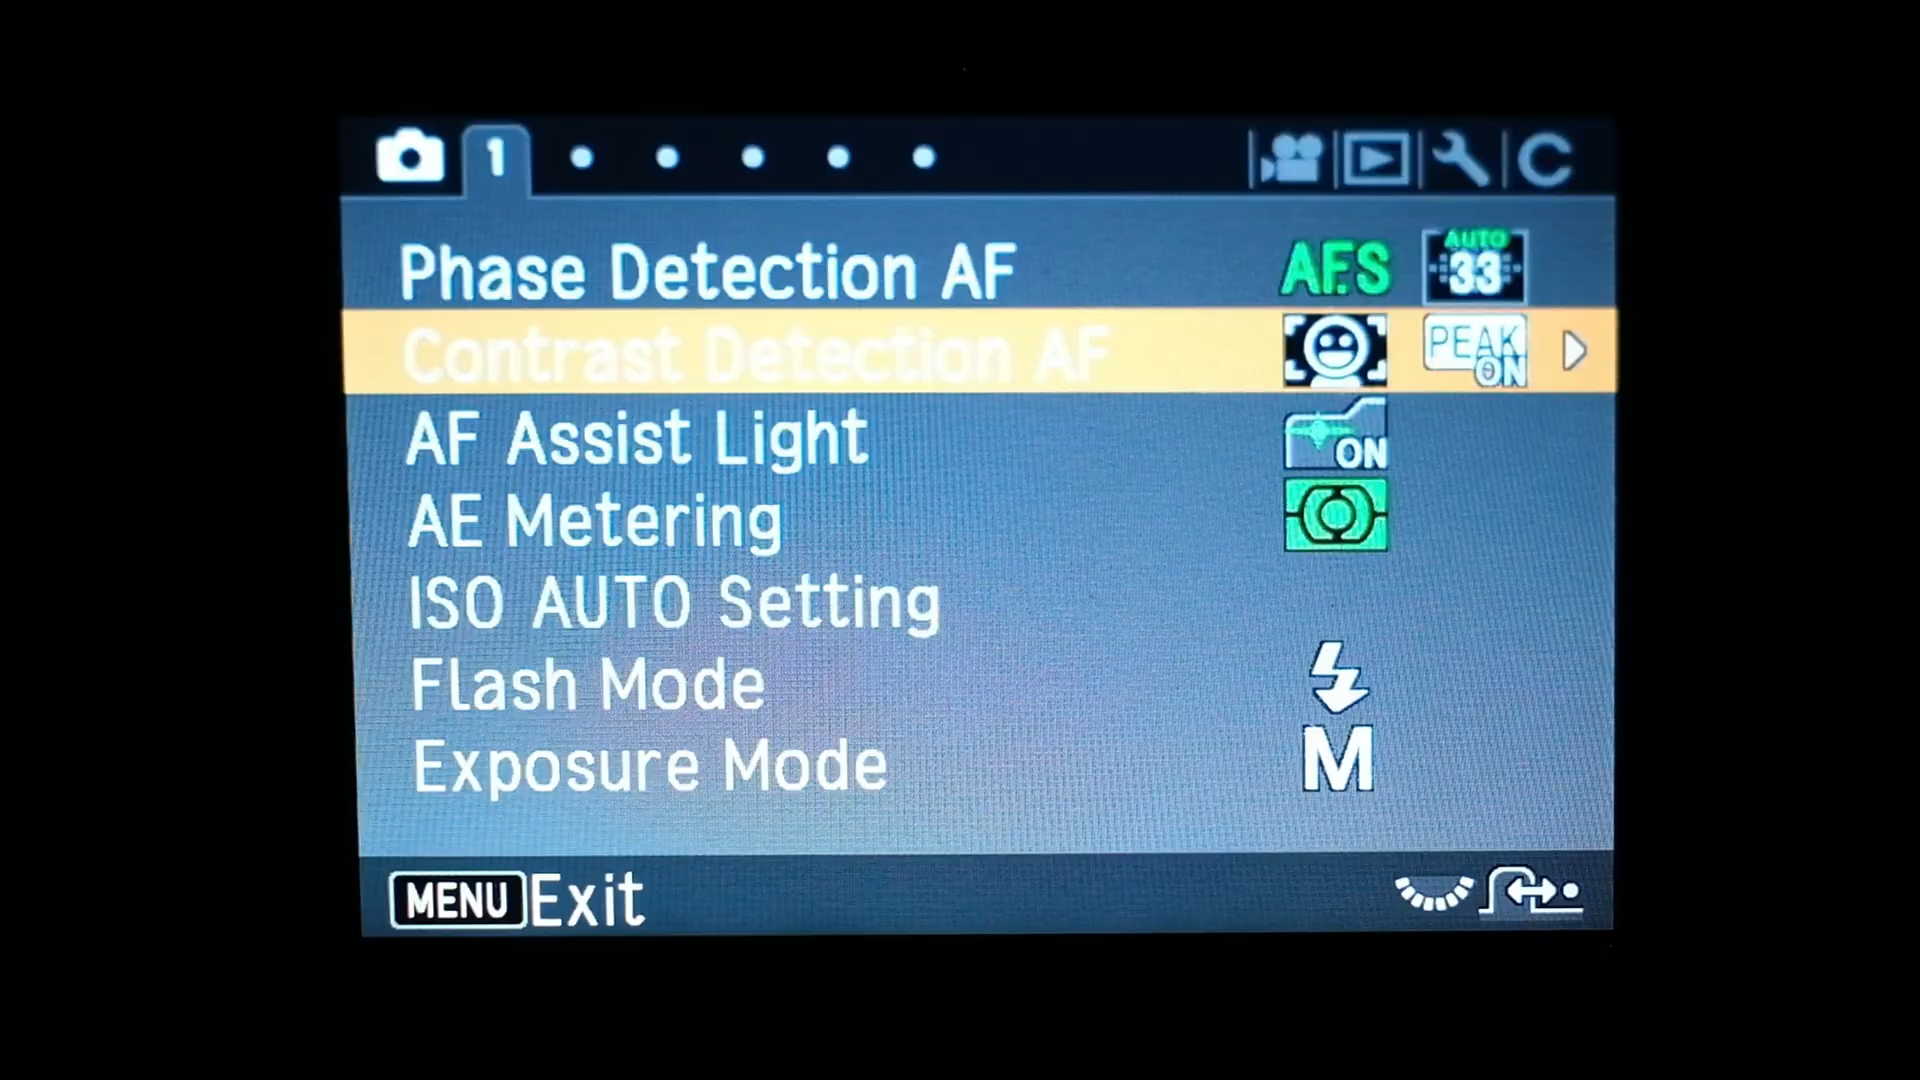 1 C
Phase Detection AF AF.S AUTO 33
Contrast Detection AF PEAK ON
AF Assist Light ON
AE Metering
ISO AUTO Setting
Flash Mode
Exposure Mode M
MENU Exit